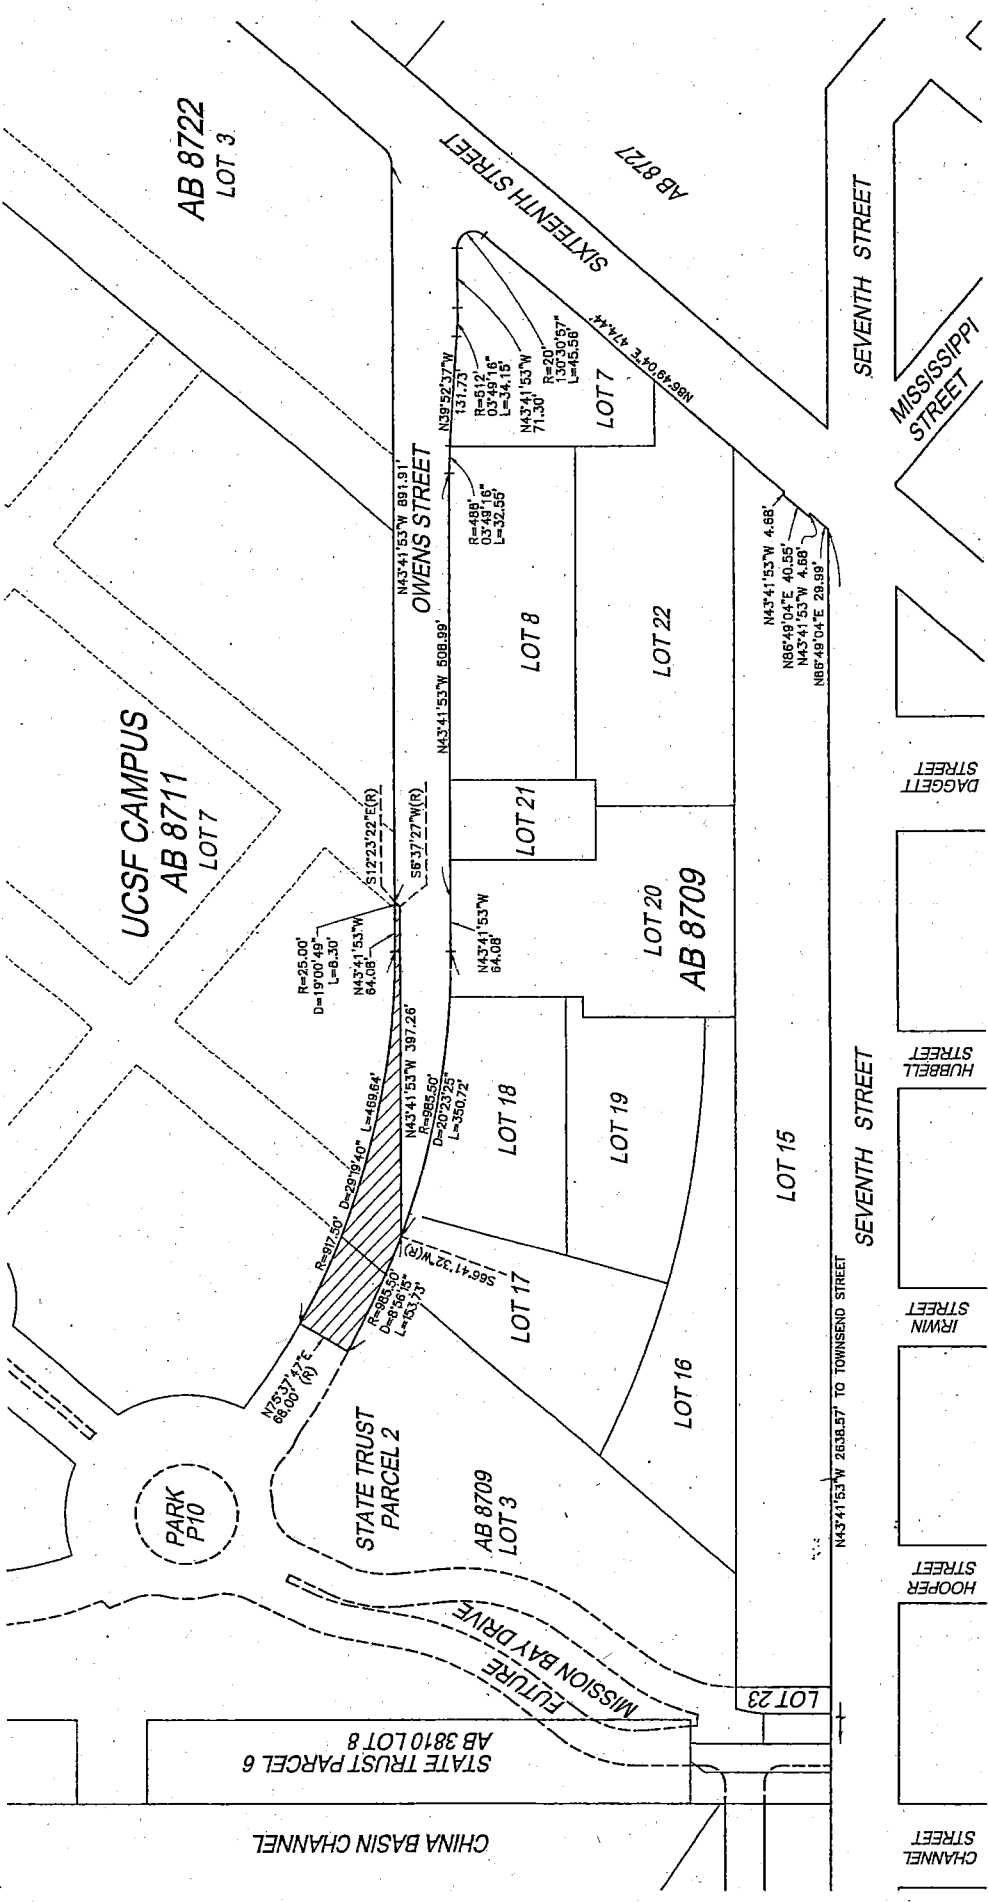 AB 8722
LOT 3
SIXTEENTH STREET
AB 8727
SEVENTH STREET
MISSISSIPPI
STREET
N39°52'37"W
131.73'
R=512'
03°49'16"
L=34.15'
N43°41'53"W
71.30'
R=20'
130°30'57"
L=45.56'
N86°49'04"E 474.44'
LOT 7
N43°41'53"W 891.91'
OWENS STREET
R=488'
03°49'16"
L=32.55'
N43°41'53"W 508.99'
LOT 8
LOT 22
N43°41'53"W 4.68'
N86°49'04"E 40.55'
N43°41'53"W 4.68'
N86°49'04"E 29.99'
UCSF CAMPUS
AB 8711
LOT 7
S12°23'22"E(R)
S6°37'27"W(R)
LOT 21
DAGGETT
STREET
R=25.00'
D=19°00'49"
L=8.30'
N43°41'53"W
64.08'
N43°41'53"W
64.08'
LOT 20
AB 8709
N43°41'53"W 397.26'
R=985.50'
D=20°23'25"
L=350.72'
R=917.50' D=29°19'40" L=469.64'
LOT 18
LOT 19
LOT 15
SEVENTH STREET
HUBBELL
STREET
R=985.50'
D=8°56'15"
L=153.73'
S66°41'32"W(R)
LOT 17
N75°37'47"E
68.00' (R)
LOT 16
IRWIN
STREET
N43°41'53"W 2638.57' TO TOWNSEND STREET
STATE TRUST
PARCEL 2
AB 8709
LOT 3
PARK
P10
HOOPER
STREET
FUTURE
MISSION BAY DRIVE
LOT 23
STATE TRUST PARCEL 6
AB 3810 LOT 8
CHINA BASIN CHANNEL
CHANNEL
STREET